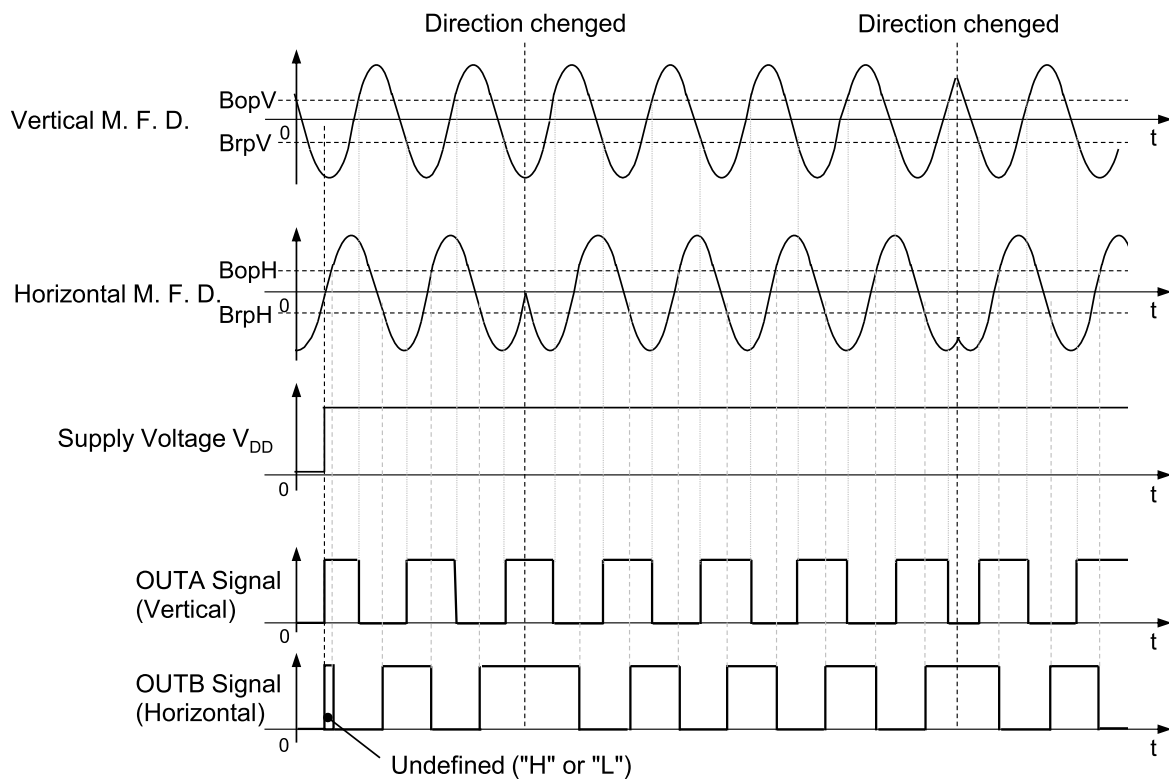 Direction chenged
Direction chenged
BopV
Vertical M. F. D.
0
BrpV
t
BopH
Horizontal M. F. D.
0
BrpH
t
Supply Voltage VDD
0
t
OUTA Signal
(Vertical)
0
t
OUTB Signal
(Horizontal)
0
t
Undefined ("H" or "L")